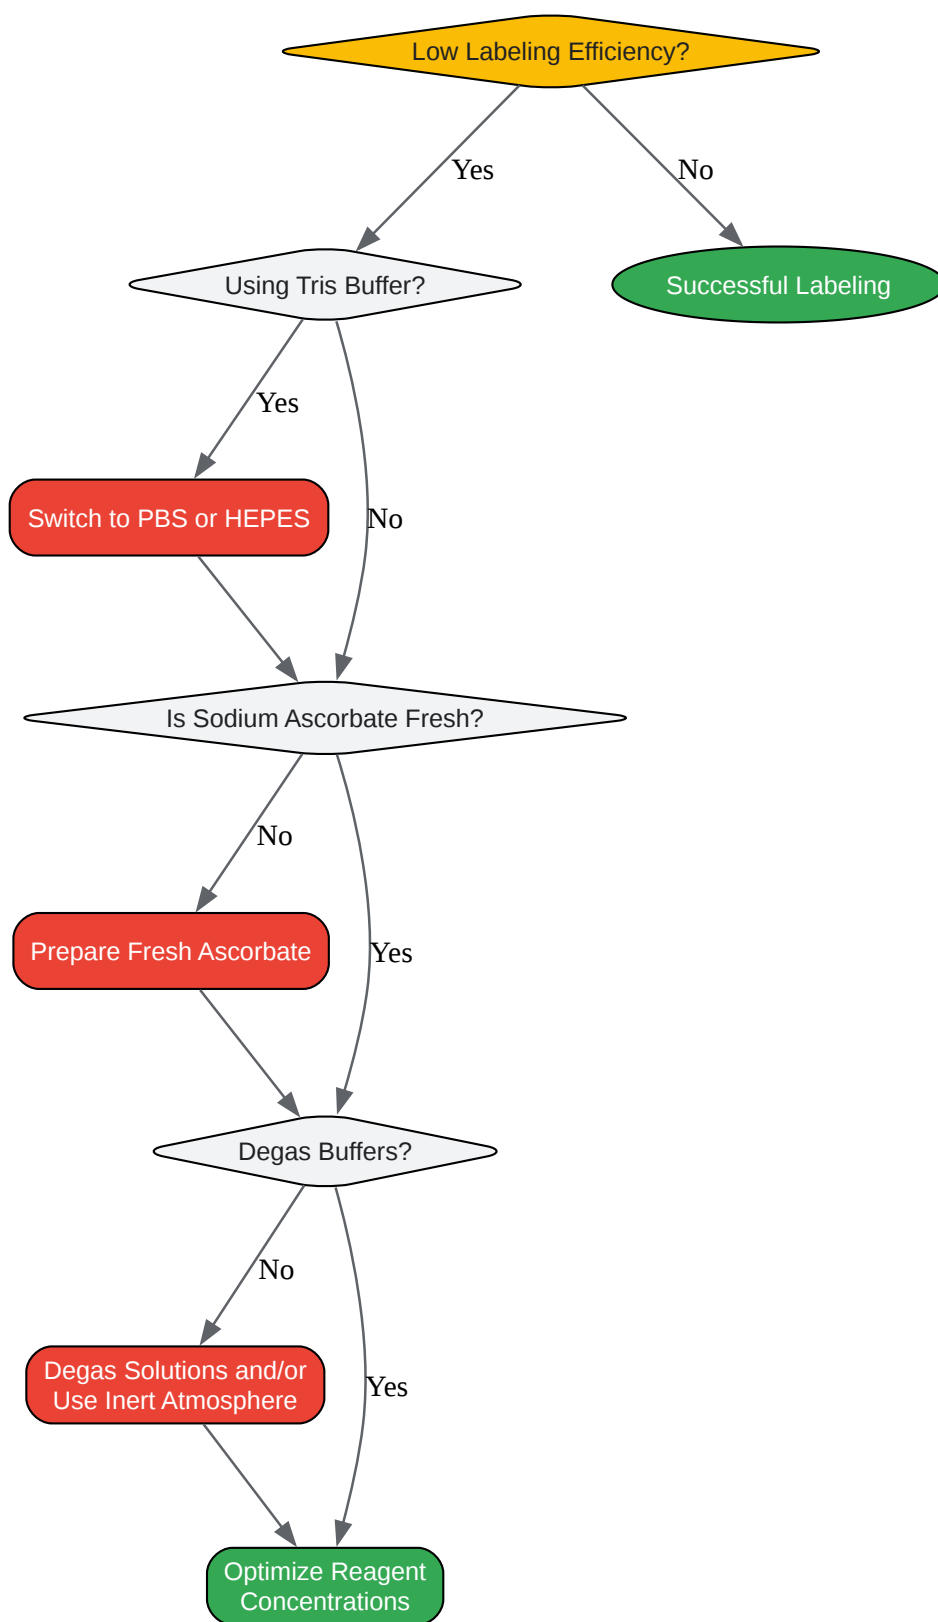 Low Labeling Efficiency?
Yes
No
Using Tris Buffer?
Successful Labeling
Yes
Switch to PBS or HEPES
No
Is Sodium Ascorbate Fresh?
No
Prepare Fresh Ascorbate
Yes
Degas Buffers?
No
Degas Solutions and/or
Use Inert Atmosphere
Yes
Optimize Reagent
Concentrations